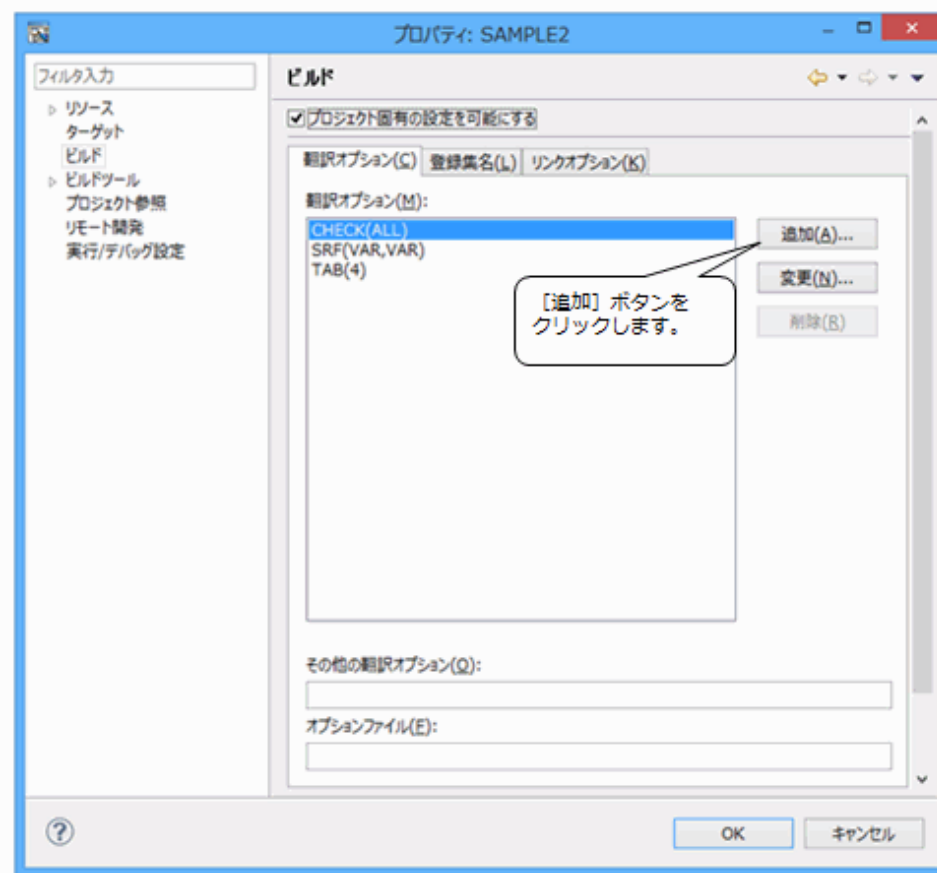 プロパティ: SAMPLE2
フィルタ入力
リソース
ターゲット
ビルド
ビルドツール
プロジェクト参照
リモート開発
実行/デバッグ設定
ビルド
プロジェクト固有の設定を可能にする
翻訳オプション(C) 登録集名(L) リンクオプション(K)
翻訳オプション(M):
CHECK(ALL)
SRF(VAR,VAR)
TAB(4)
追加(A)...
変更(N)...
削除(R)
［追加］ボタンを
クリックします。
その他の翻訳オプション(O):
オプションファイル(F):
OK キャンセル